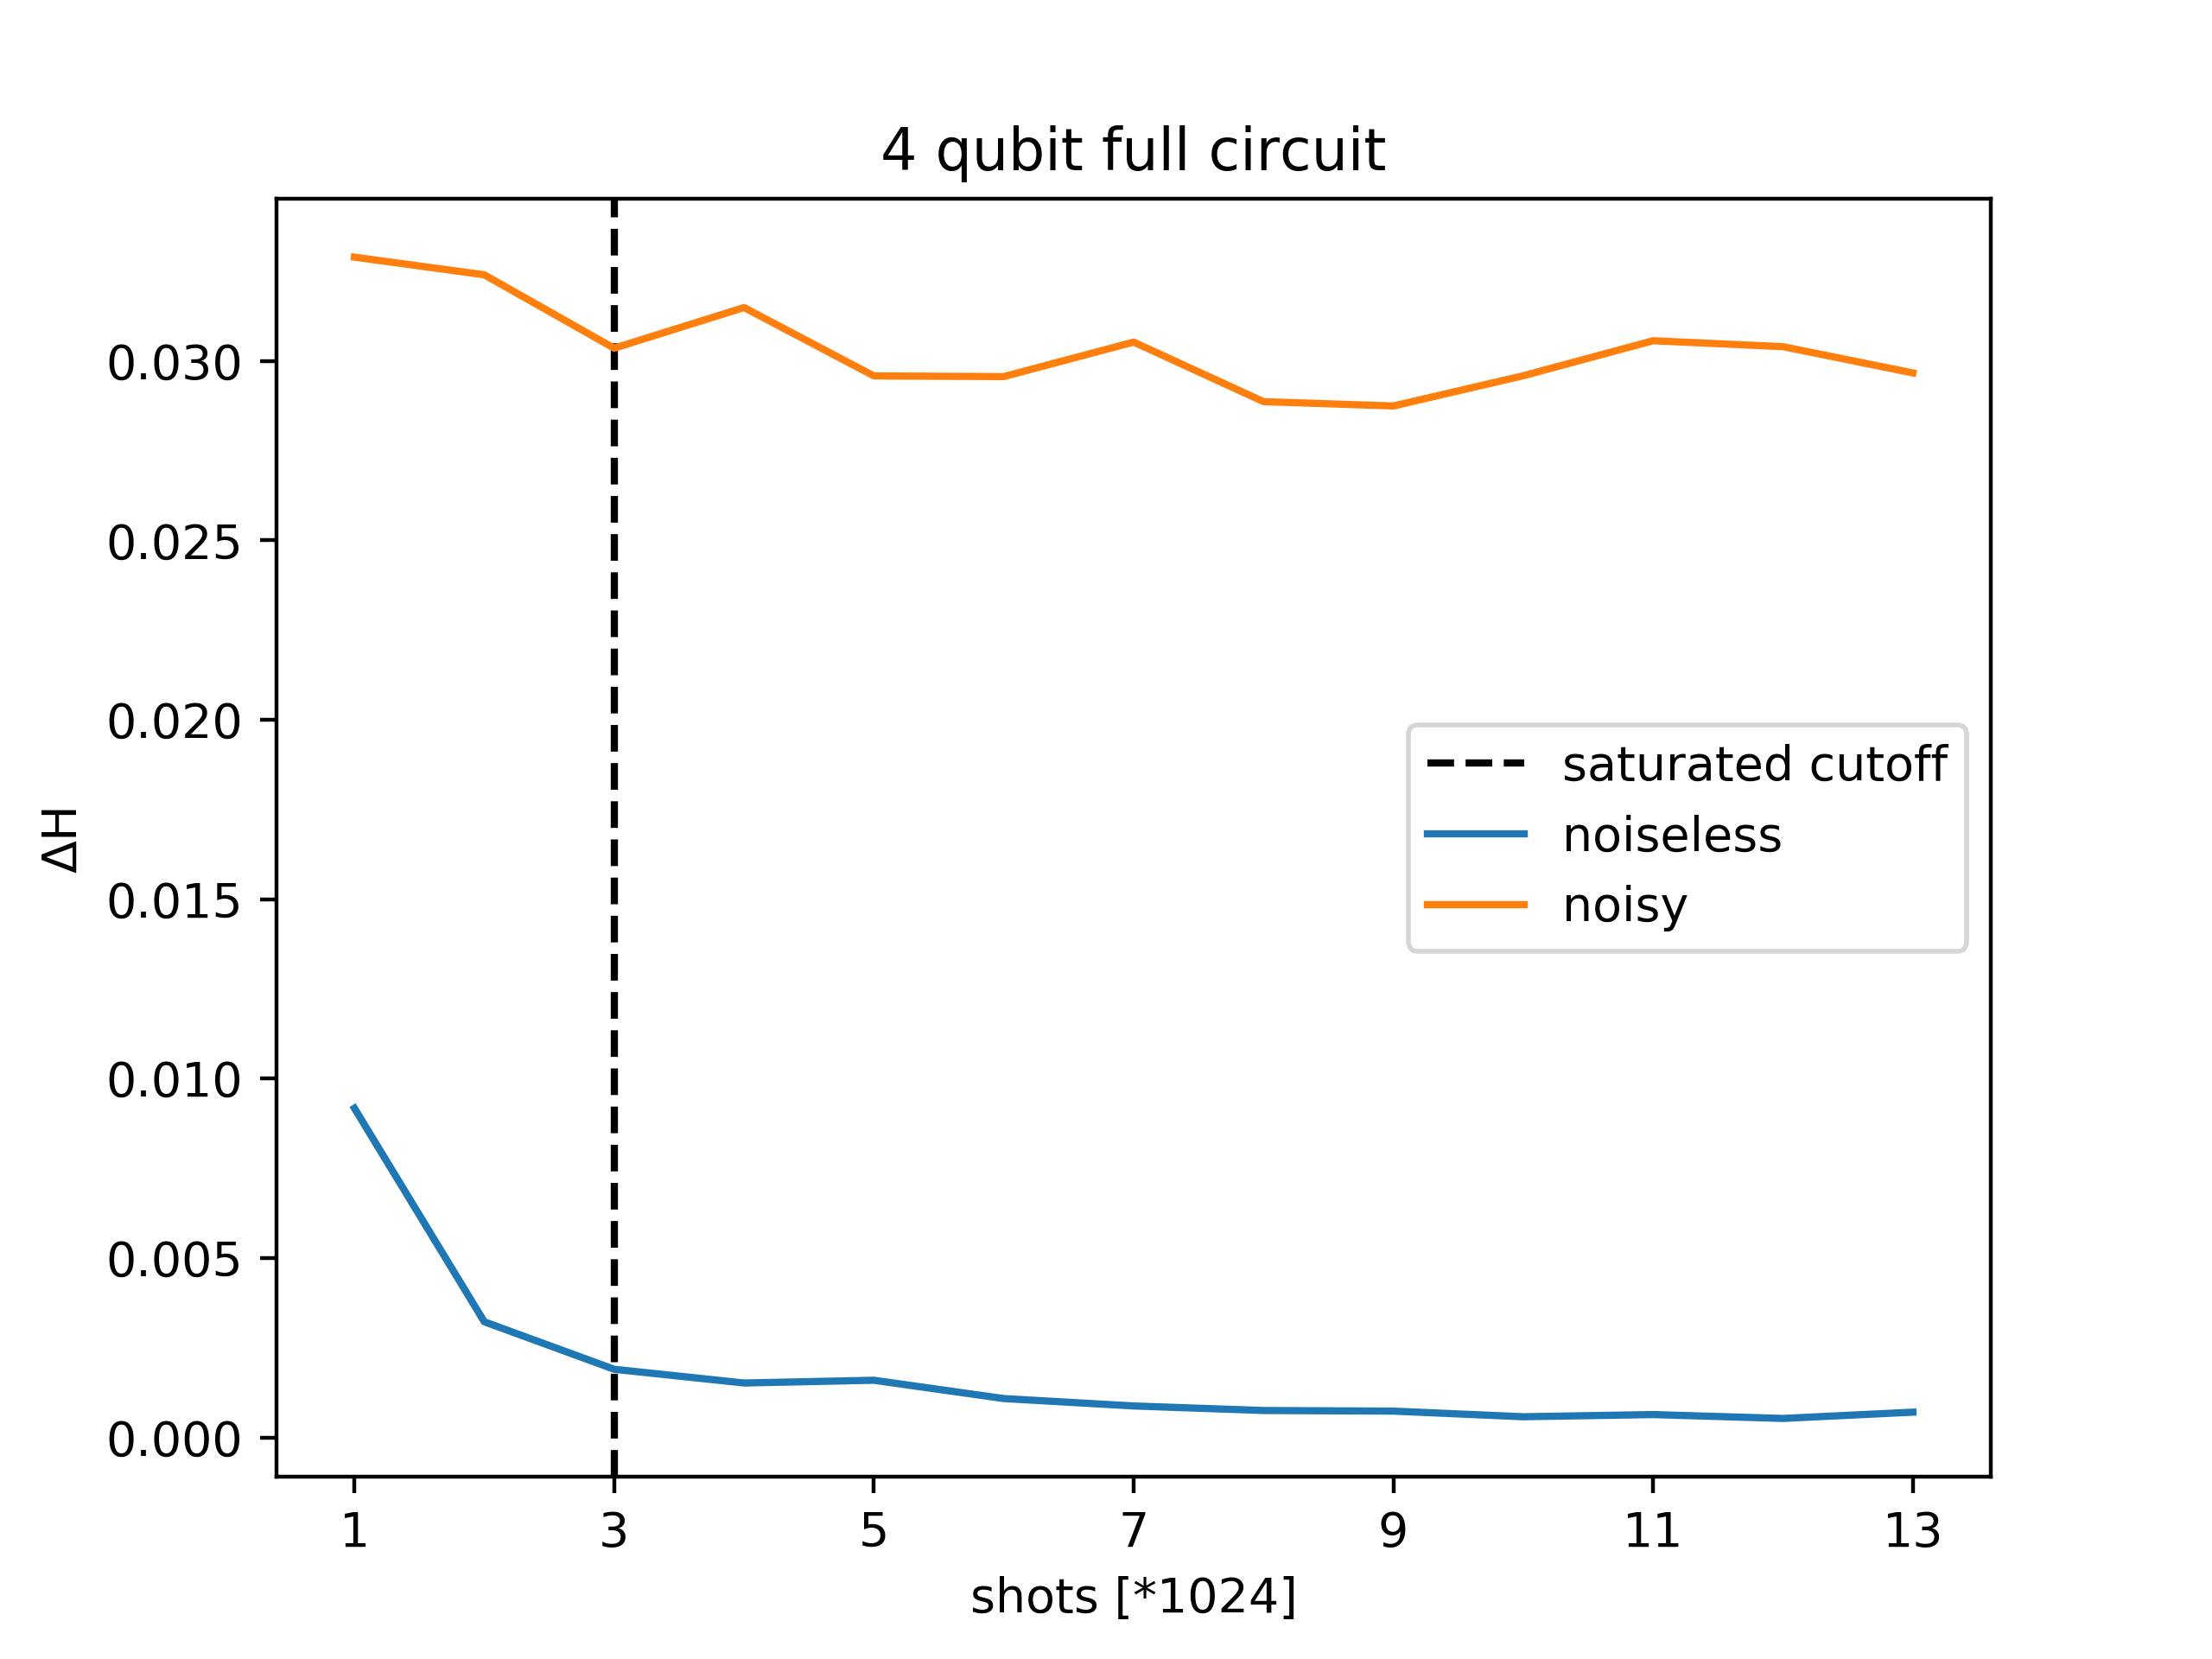 4 qubit full circuit
0.030
0.025
0.020
0.015
0.010
0.005
0.000
ΔH
saturated cutoff
noiseless
noisy
1 3 5 7 9 11 13
shots [*1024]